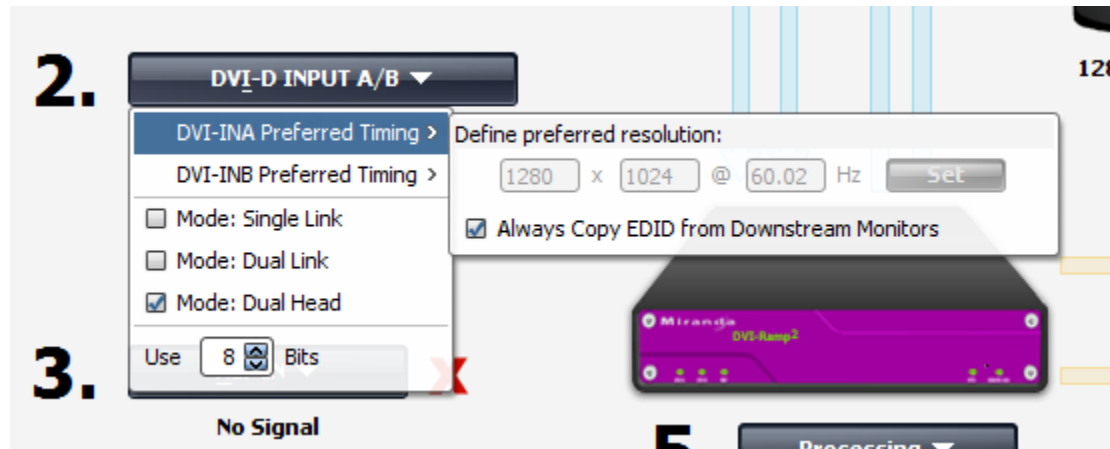 2.
DVI-D INPUT A/B
128
DVI-INA Preferred Timing >
DVI-INB Preferred Timing >
Mode: Single Link
Mode: Dual Link
Mode: Dual Head
Use 8 Bits
Define preferred resolution:
1280 x 1024 @ 60.02 Hz Set
Always Copy EDID from Downstream Monitors
Miranda
DVI-Ramp2
3.
X
No Signal
5.
Processing